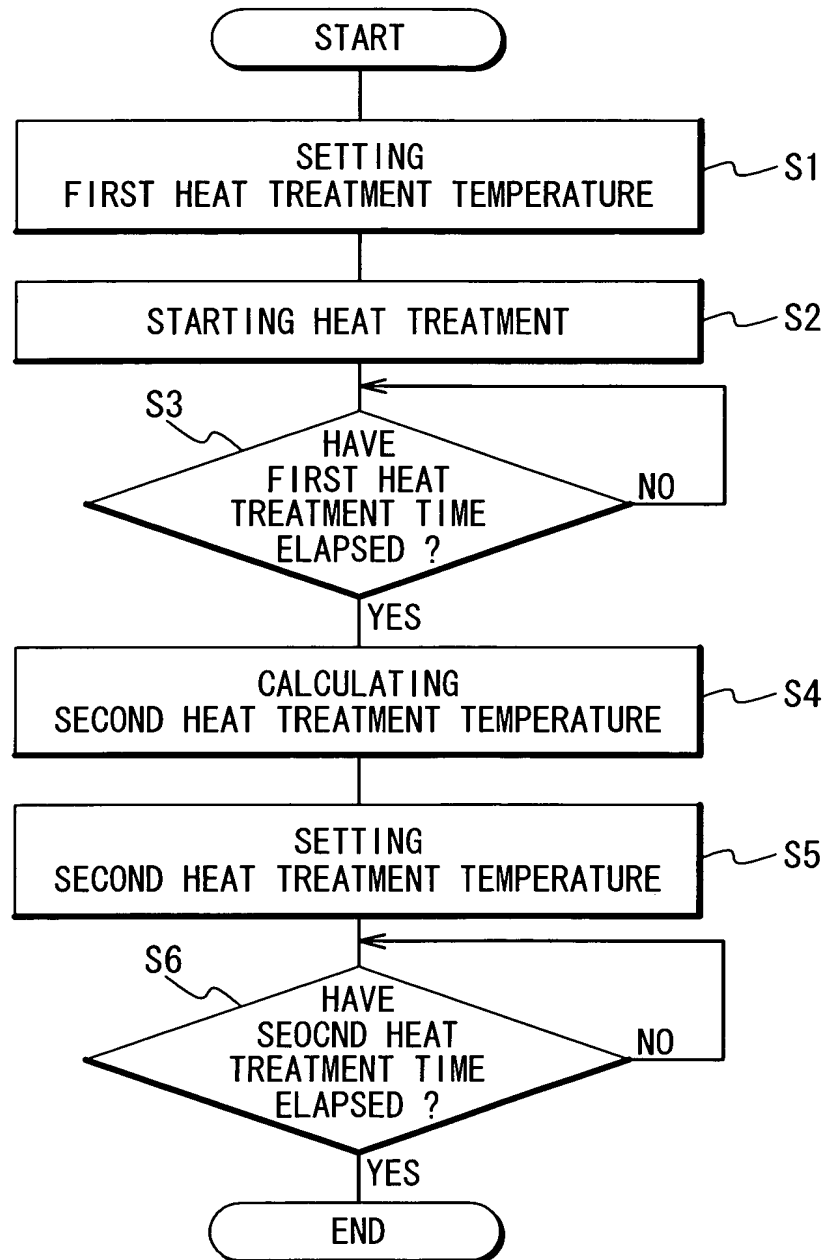 START
SETTING
FIRST HEAT TREATMENT TEMPERATURE
S1
STARTING HEAT TREATMENT
S2
S3
HAVE
FIRST HEAT
TREATMENT TIME
ELAPSED ?
NO
YES
CALCULATING
SECOND HEAT TREATMENT TEMPERATURE
S4
SETTING
SECOND HEAT TREATMENT TEMPERATURE
S5
S6
HAVE
SEOCND HEAT
TREATMENT TIME
ELAPSED ?
NO
YES
END